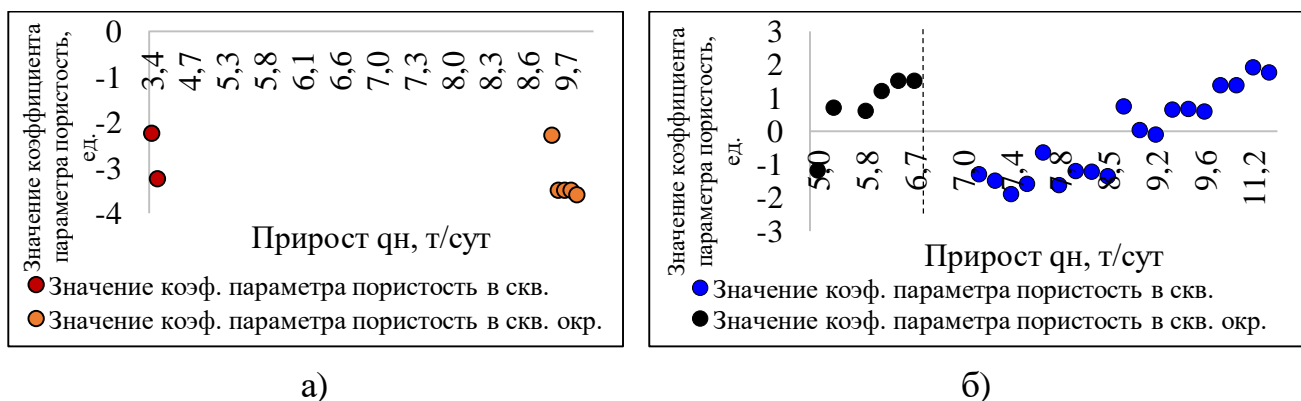 Значение коэффициента
параметра пористость,
ед.
0
-1
-2
-3
-4
3,4
4,7
5,3
5,8
6,1
6,6
7,0
7,3
8,0
8,3
8,6
9,7
Прирост qн, т/сут
Значение коэф. параметра пористость в скв.
Значение коэф. параметра пористость в скв. окр.
а)
Значение коэффициента
параметра пористость,
ед.
3
2
1
0
-1
-2
-3
5,0
5,8
6,7
7,0
7,4
7,8
8,5
9,2
9,6
11,2
Прирост qн, т/сут
Значение коэф. параметра пористость в скв.
Значение коэф. параметра пористость в скв. окр.
б)